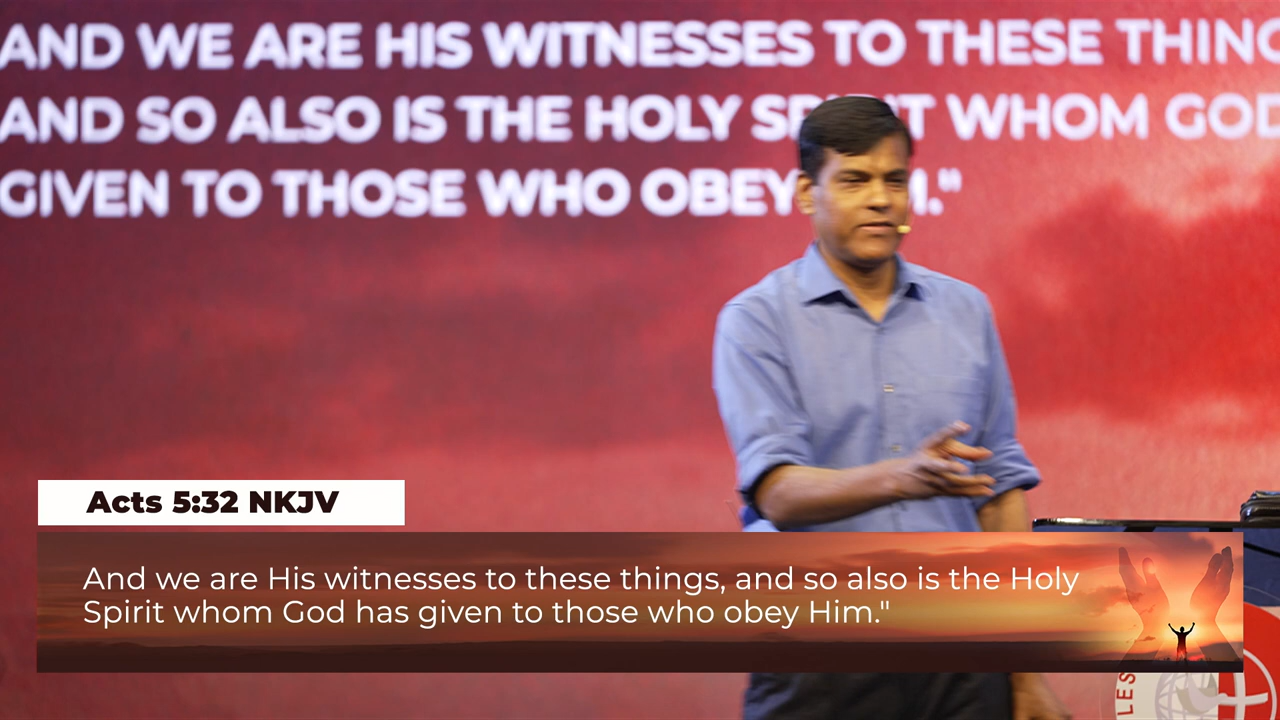 AND WE ARE HIS WITNESSES TO THESE
AND SO ALSO IS THE HOLY WHOM GOD
GIVEN TO THOSE WHO OBEY
Acts 5:32 NKJV
And we are His witnesses to these things, and so also is the Holy
Spirit whom God has given to those who obey Him."